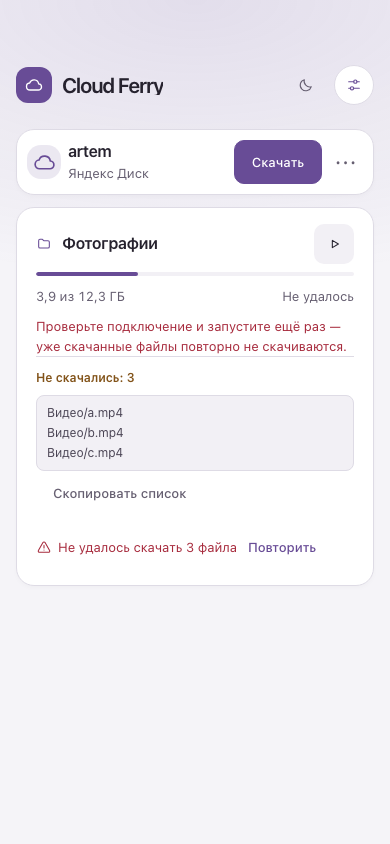 Cloud Ferry
artem
Яндекс Диск
Скачать
Фотографии
3,9 из 12,3 ГБ
Не удалось
Проверьте подключение и запустите ещё раз —
уже скачанные файлы повторно не скачиваются.
Не скачались: 3
Видео/a.mp4
Видео/b.mp4
Видео/c.mp4
Скопировать список
Не удалось скачать 3 файла
Повторить